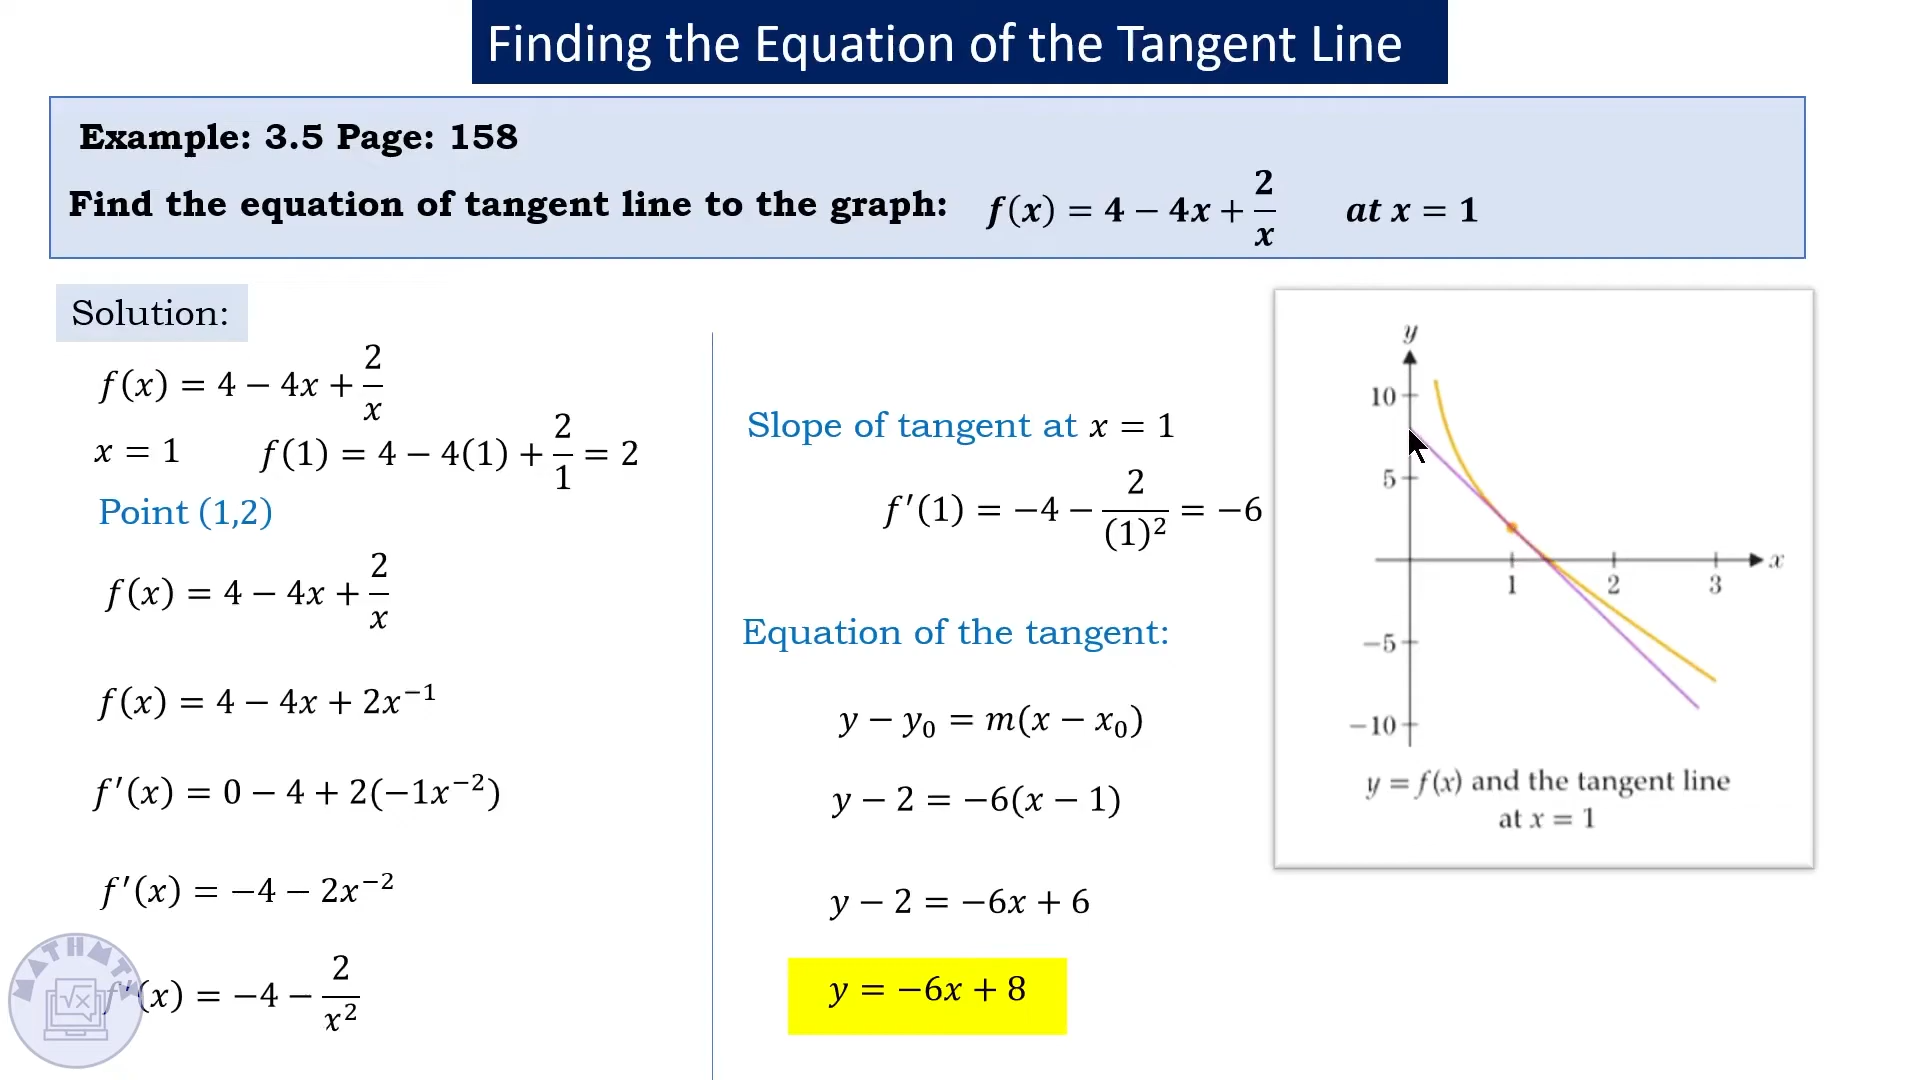 Finding the Equation of the Tangent Line
Example: 3.5 Page: 158
Find the equation of tangent line to the graph: f(x) = 4 − 4x + 2/x at x = 1
Solution:
f(x) = 4 − 4x + 2/x
x = 1 f(1) = 4 − 4(1) + 2/1 = 2
Point (1,2)
f(x) = 4 − 4x + 2/x
f(x) = 4 − 4x + 2x⁻¹
f′(x) = 0 − 4 + 2(−1x⁻²)
f′(x) = −4 − 2x⁻²
f′(x) = −4 − 2/x²
Slope of tangent at x = 1
f′(1) = −4 − 2/(1)² = −6
Equation of the tangent:
y − y₀ = m(x − x₀)
y − 2 = −6(x − 1)
y − 2 = −6x + 6
y = −6x + 8
y
10
5
x
1 2 3
−5
−10
y = f(x) and the tangent line
at x = 1
MATHMT
√x